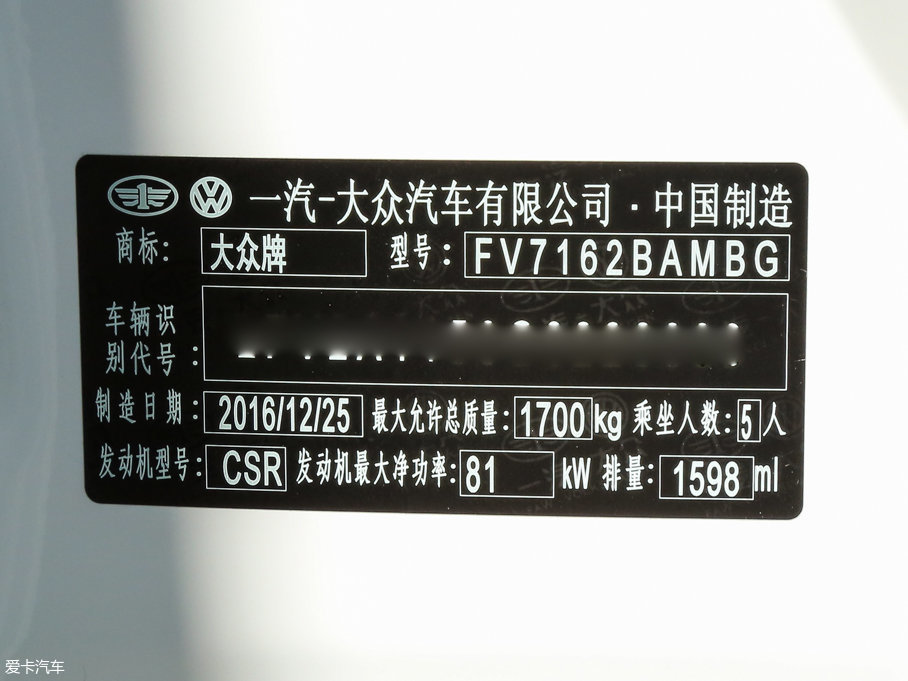 一汽-大众汽车有限公司·中国制造
商标: 大众牌 型号: FV7162BAMBG
车辆识
别代号:
制造日期: 2016/12/25 最大允许总质量: 1700kg 乘坐人数: 5人
发动机型号: CSR 发动机最大净功率: 81 kW 排量: 1598 ml
爱卡汽车